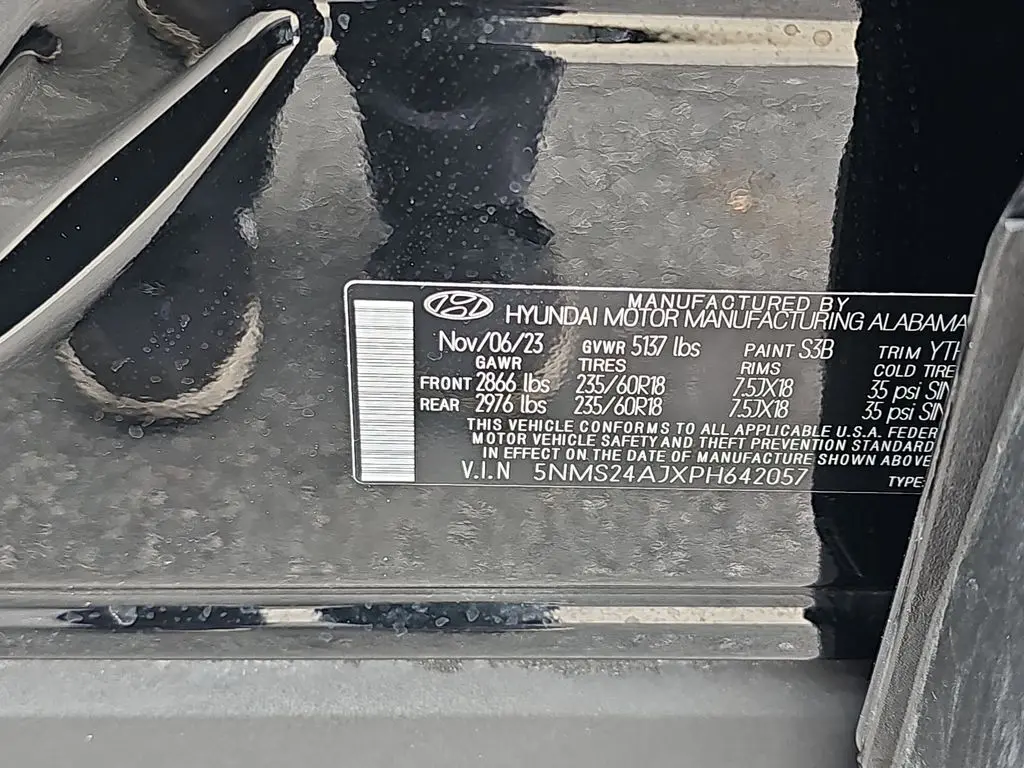 MANUFACTURED BY
HYUNDAI MOTOR MANUFACTURING ALABAMA
Nov/06/23 GVWR 5137 lbs PAINT S3B TRIM
GAWR TIRES RIMS COLD
FRONT 2866 lbs 235/60R18 7.5JX18 35 psi
REAR 2976 lbs 235/60R18 7.5JX18 35 psi
THIS VEHICLE CONFORMS TO ALL APPLICABLE U.S.A.
MOTOR VEHICLE SAFETY AND THEFT PREVENTION STANDARD
IN EFFECT ON THE DATE OF MANUFACTURE SHOWN ABOVE
V.I.N 5NMS24AJXPH642057 TYPE: